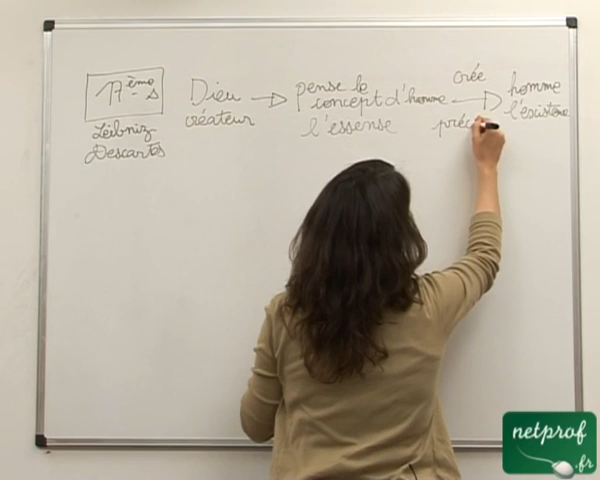 17ème s
Leibniz
Descartes
Dieu
créateur
pense le
concept d'homme
l'essense
crée
préc
homme
l'existence
netprof
.fr